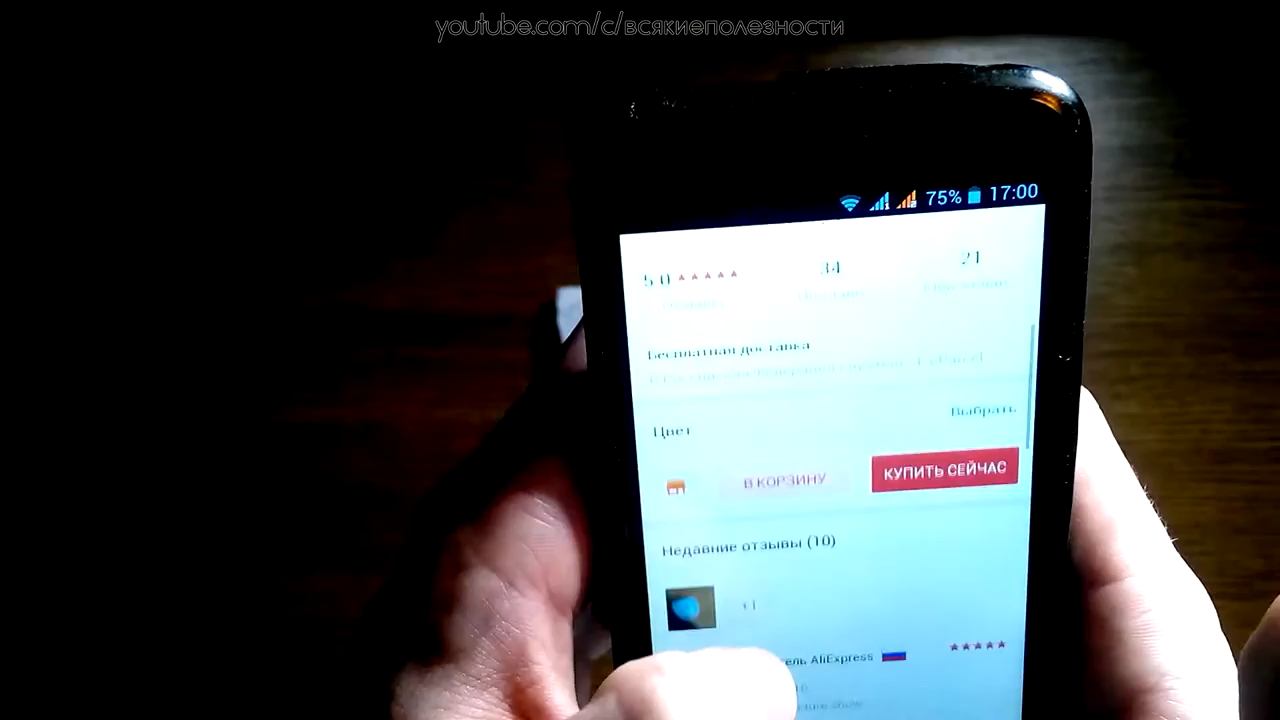 youtube.com/c/всякиеполезности
75% 17:00
5.0 34 21
Бесплатная доставка
Выбрать
Цвет
В КОРЗИНУ КУПИТЬ СЕЙЧАС
Недавние отзывы (10)
+1
AliExpress